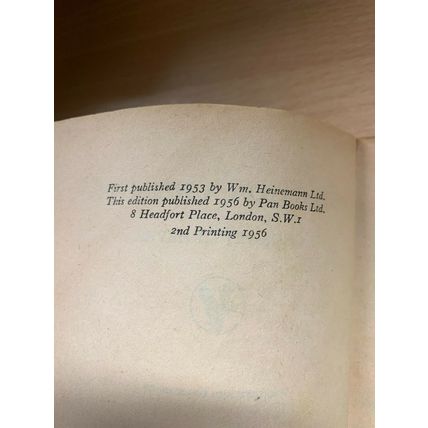 First published 1953 by Wm. Heinemann Ltd.
This edition published 1956 by Pan Books Ltd.
8 Headfort Place, London, S.W.1
2nd Printing 1956